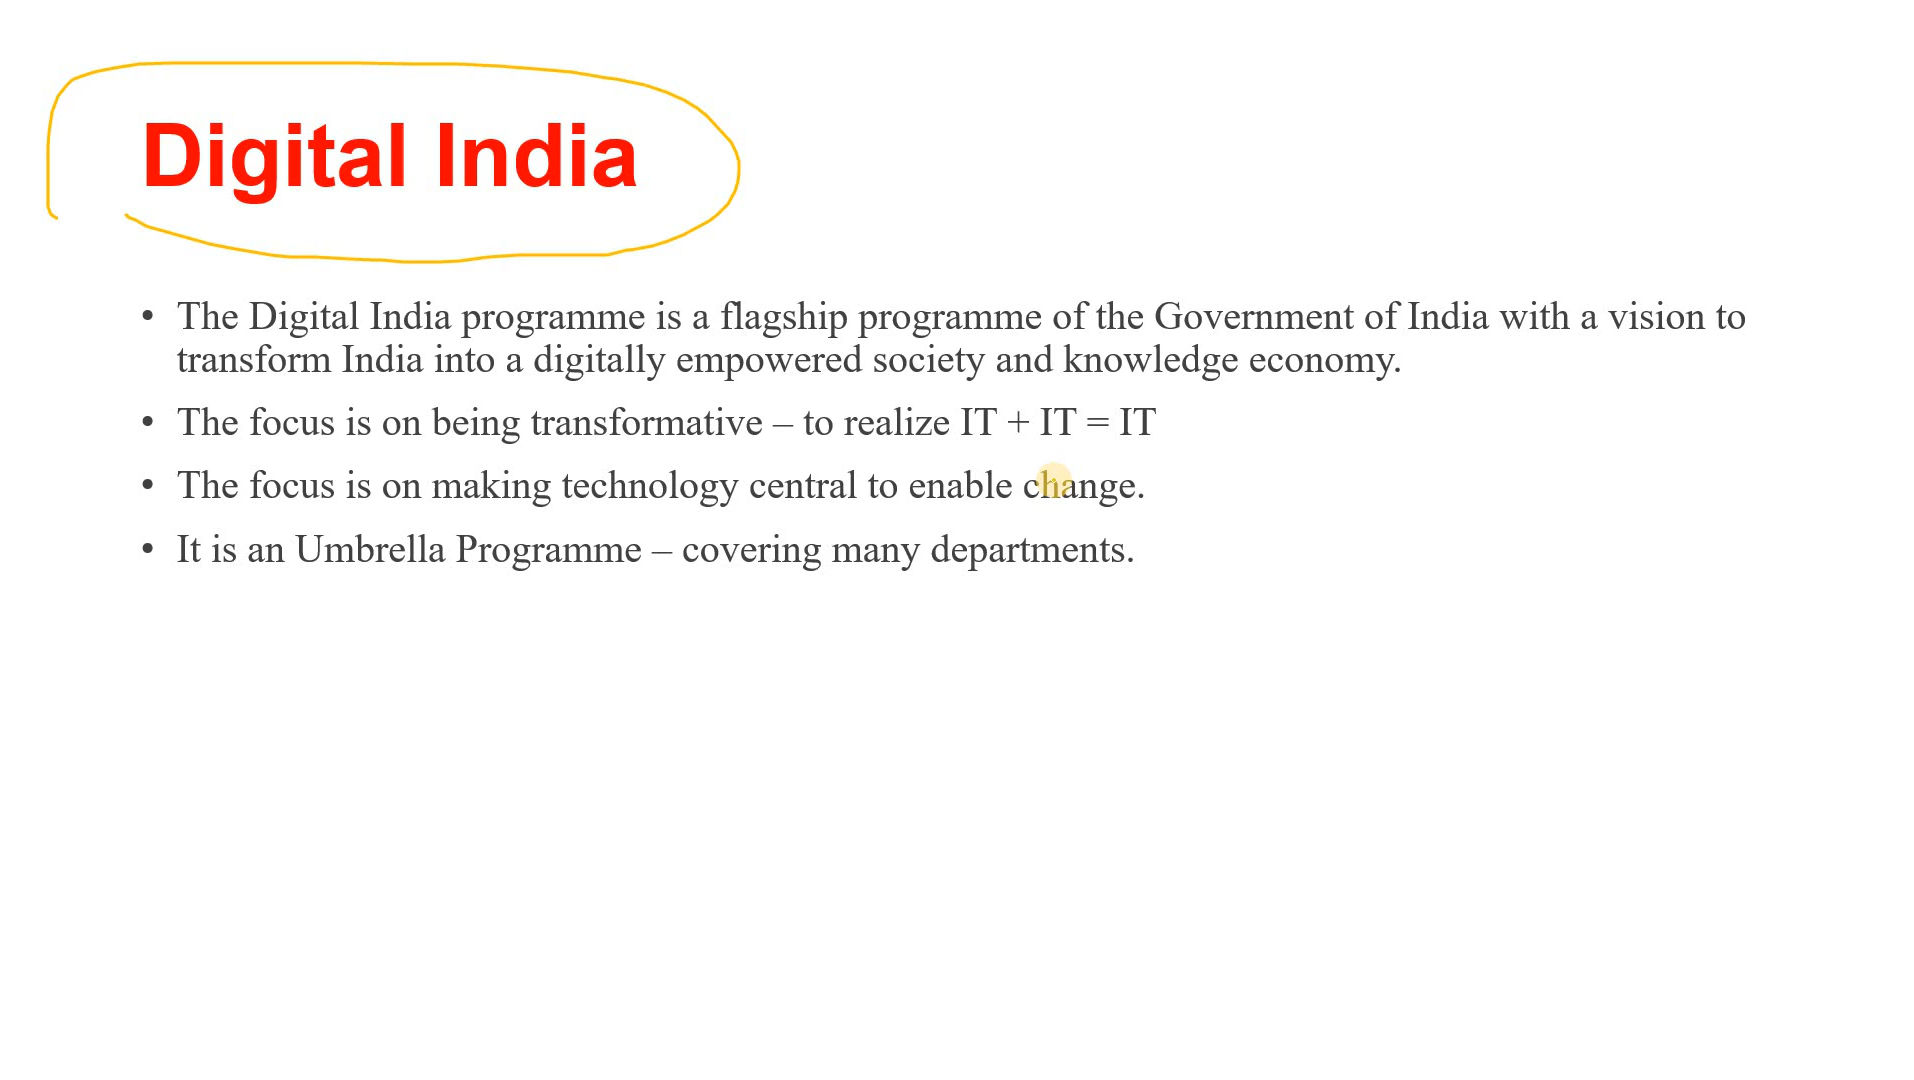 Digital India
• The Digital India programme is a flagship programme of the Government of India with a vision to
transform India into a digitally empowered society and knowledge economy.
• The focus is on being transformative – to realize IT + IT = IT
• The focus is on making technology central to enable change.
• It is an Umbrella Programme – covering many departments.